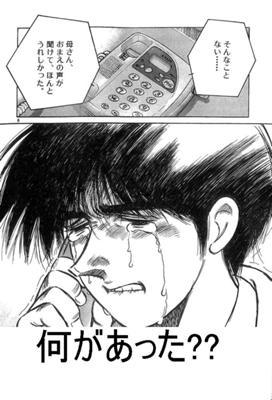 そんなこと
ない……
母さん、
おまえの声が
聞けて、ほんと
うれしかった。
何があった??